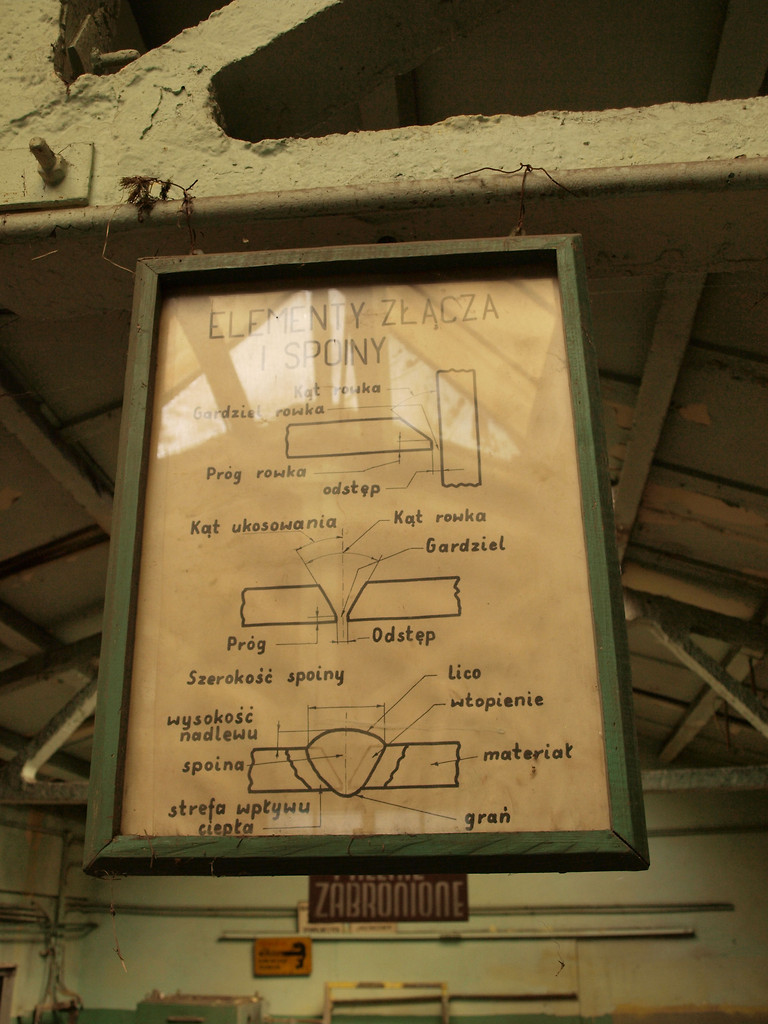 ELEMENTY ZŁĄCZA
I SPOINY
Kąt rowka
Gardziel rowka
Próg rowka
odstęp
Kąt ukosowania
Kąt rowka
Gardziel
Próg
Odstęp
Szerokość spoiny
lico
wtopienie
wysokość
nadlewu
spoina
materiał
strefa wpływu
ciepła
grań
ZABRONIONE